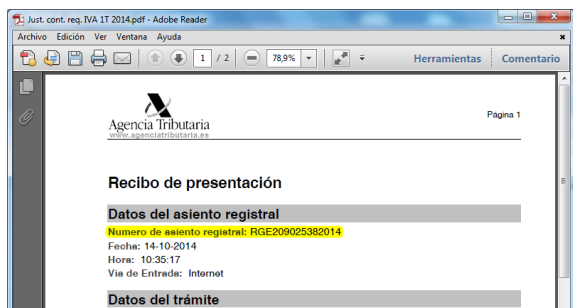 Just. cont. req. IVA 1T 2014.pdf - Adobe Reader
Archivo Edición Ver Ventana Ayuda
1 / 2 78,9% Herramientas Comentario
Página 1
Agencia Tributaria
www.agenciatributaria.es
Recibo de presentación
Datos del asiento registral
Numero de asiento registral: RGE209025382014
Fecha: 14-10-2014
Hora: 10:35:17
Via de Entrada: Internet
Datos del trámite